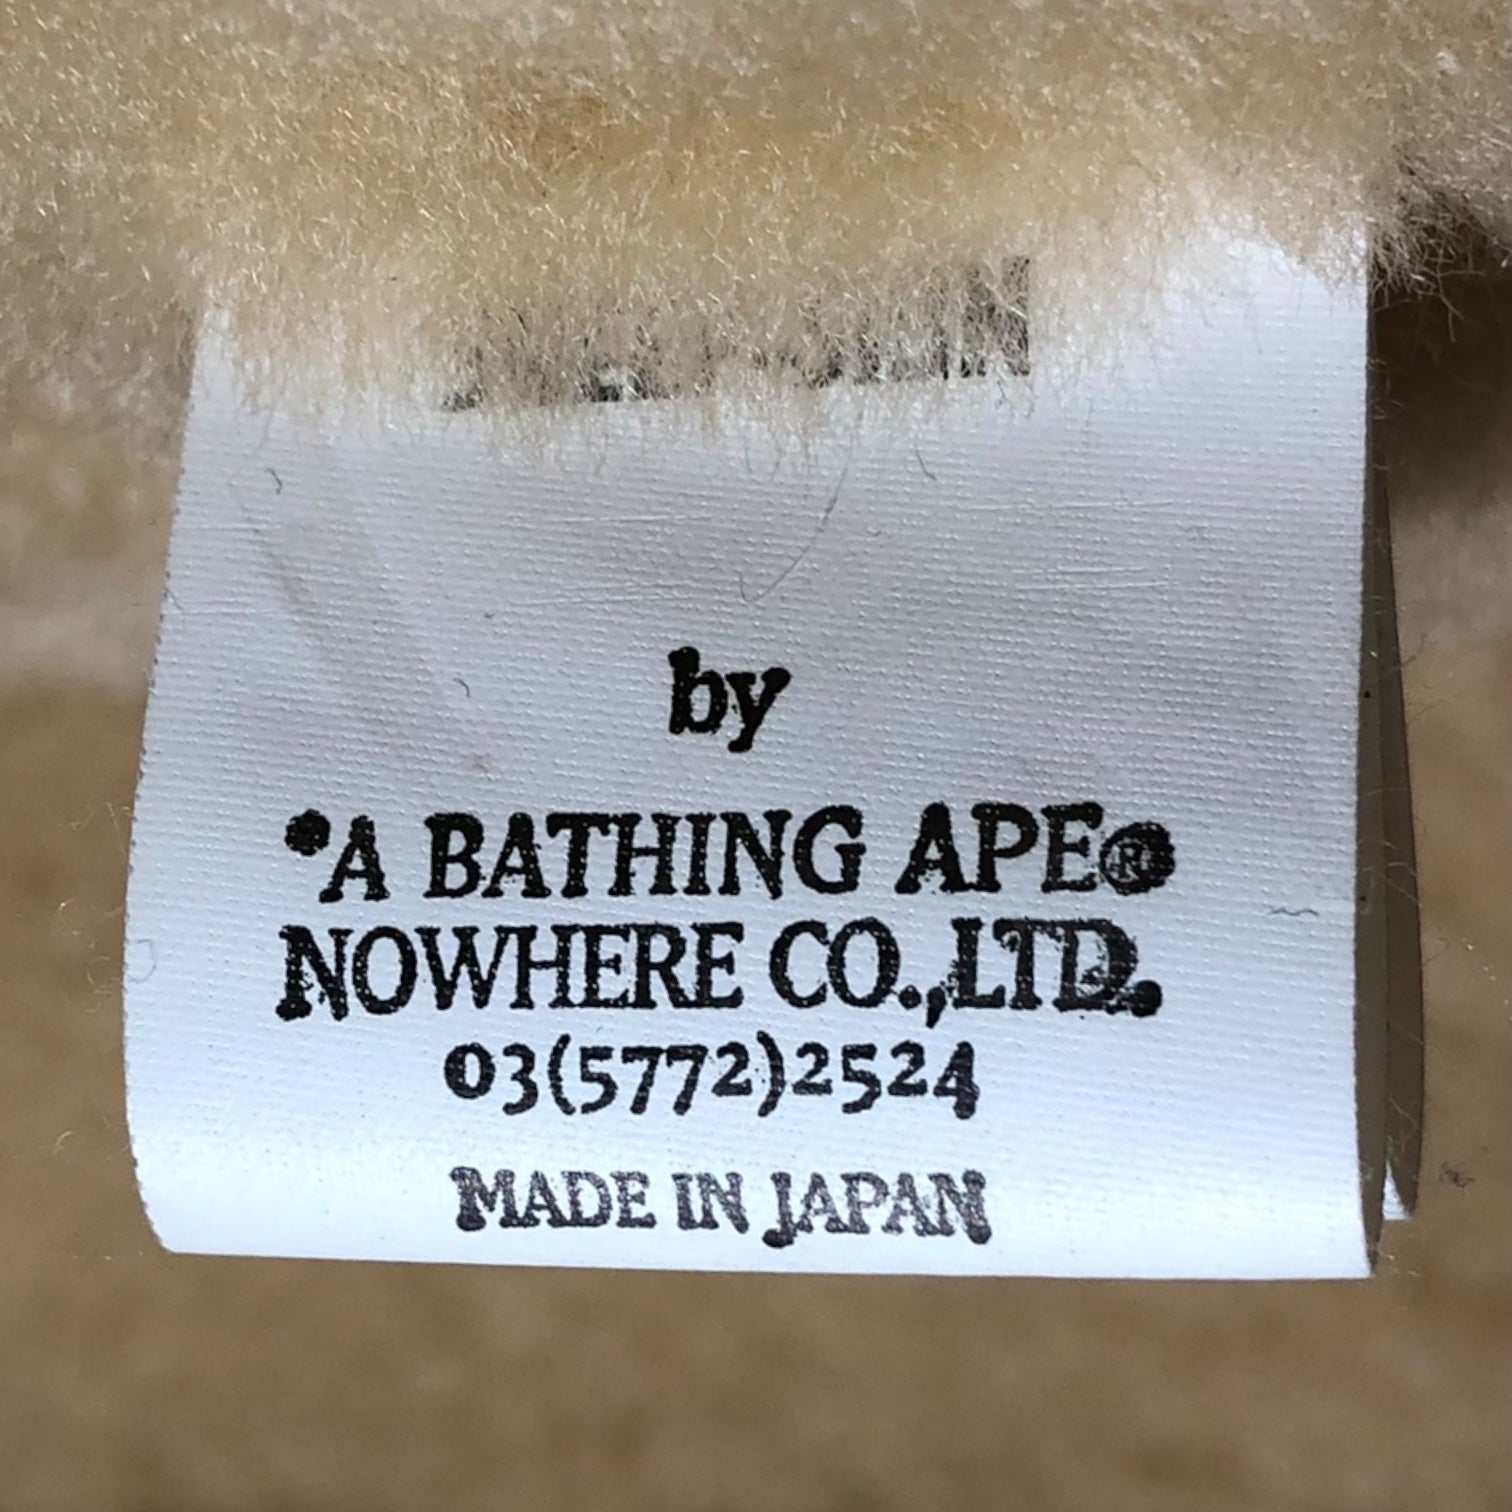 by
•A BATHING APE®
NOWHERE CO.,LTD.
03(5772)2524
MADE IN JAPAN